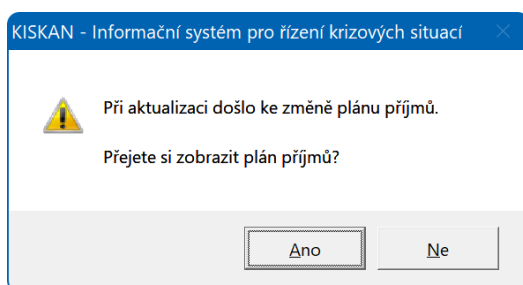 KISKAN - Informační systém pro řízení krizových situací
Při aktualizaci došlo ke změně plánu příjmů.
Přejete si zobrazit plán příjmů?
Ano Ne